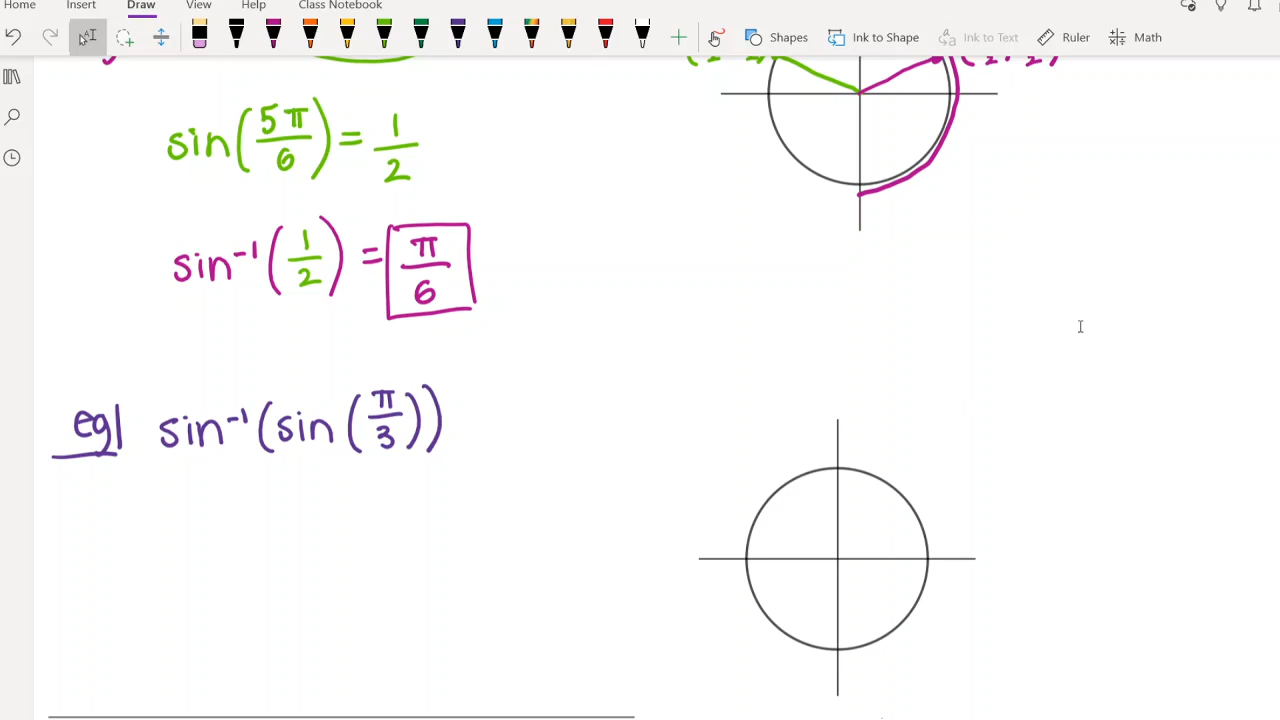 Home Insert Draw View Help Class Notebook
Shapes Ink to Shape Ink to Text Ruler Math
sin(5π/6) = 1/2
sin⁻¹(1/2) = π/6
eg| sin⁻¹(sin(π/3))